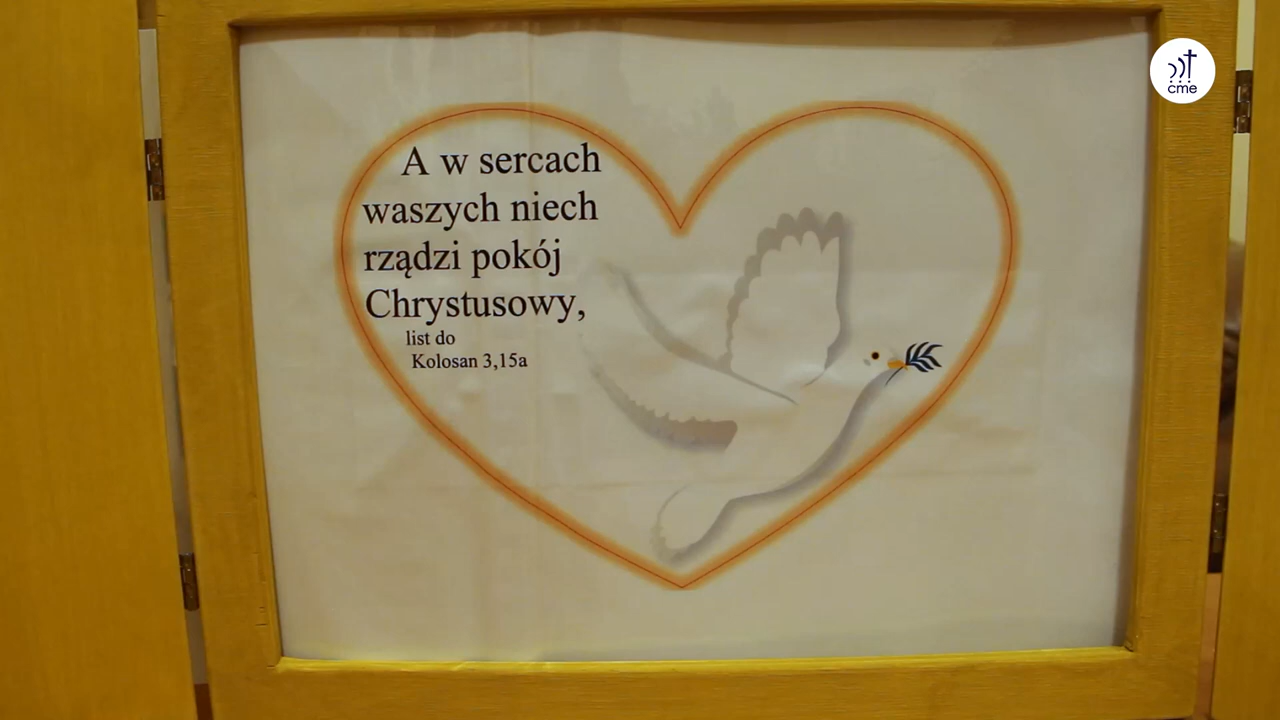 A w sercach
waszych niech
rządzi pokój
Chrystusowy,
list do
Kolosan 3,15a
cme